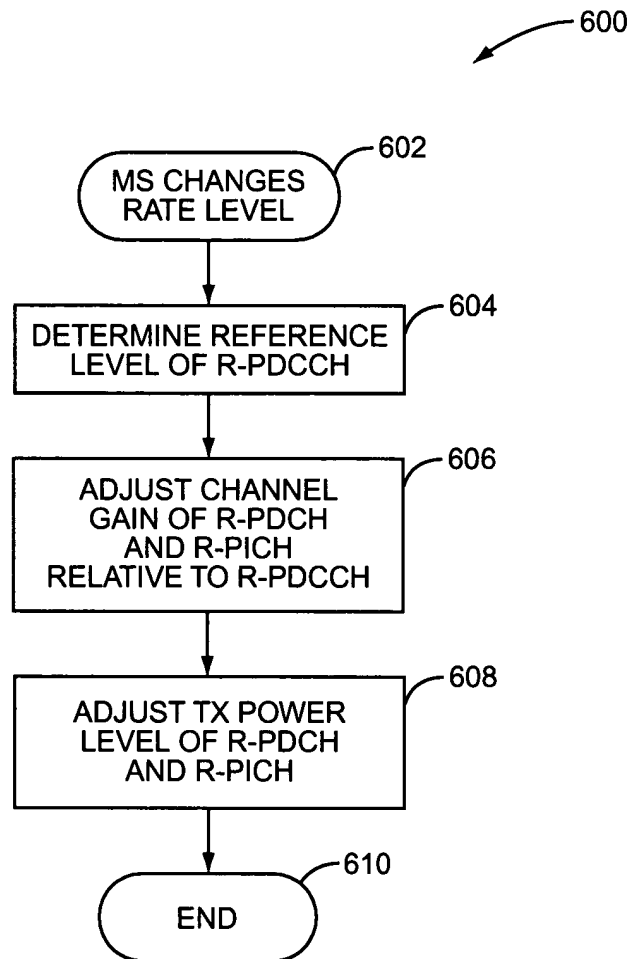 600
602
MS CHANGES
RATE LEVEL
604
DETERMINE REFERENCE
LEVEL OF R-PDCCH
606
ADJUST CHANNEL
GAIN OF R-PDCH
AND R-PICH
RELATIVE TO R-PDCCH
608
ADJUST TX POWER
LEVEL OF R-PDCH
AND R-PICH
610
END